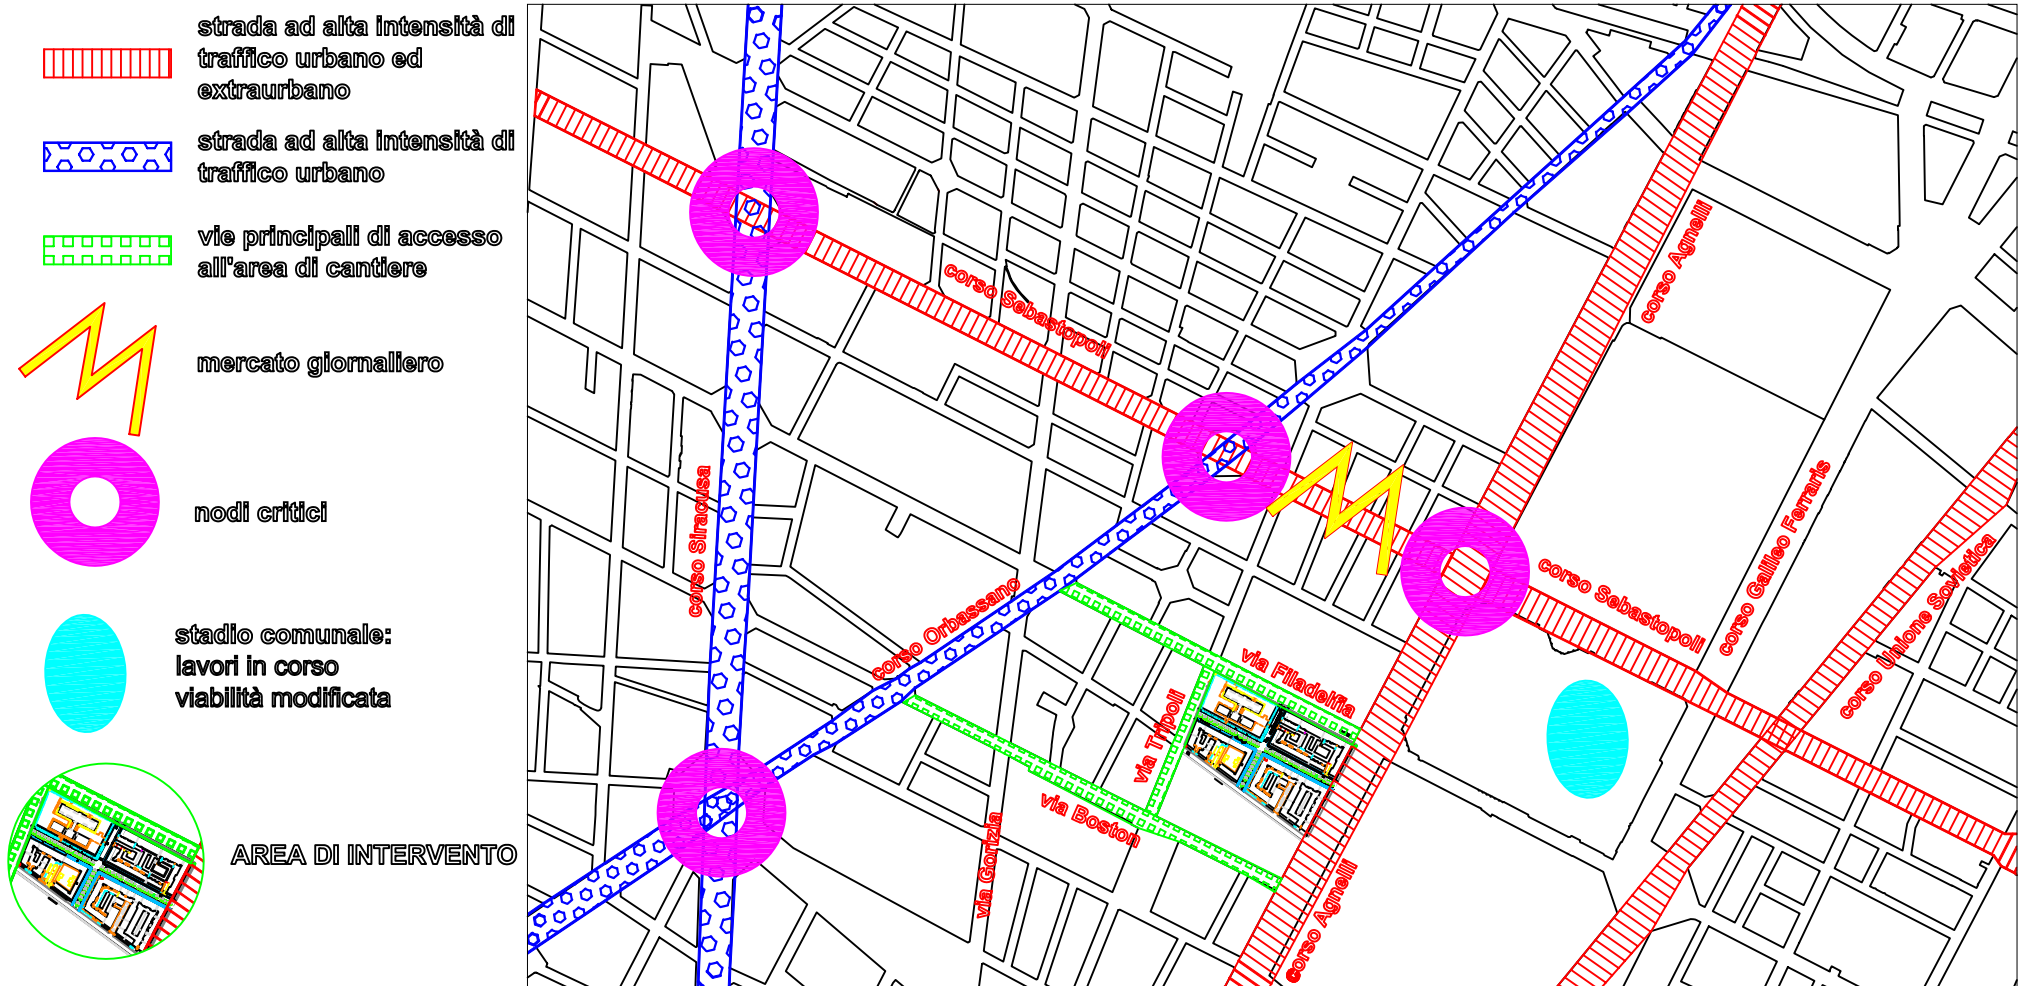 strada ad alta intensità di
traffico urbano ed
extraurbano
strada ad alta intensità di
traffico urbano
vie principali di accesso
all'area di cantiere
mercato giornaliero
nodi critici
stadio comunale:
lavori in corso
viabilità modificata
AREA DI INTERVENTO
corso Sebastopoli
corso Agnelli
corso Siracusa
corso Orbassano
corso Sebastopoli
corso Galileo Ferraris
corso Unione Sovietica
via Filadelfia
via Tripoli
via Boston
via Gorizia
corso Agnelli